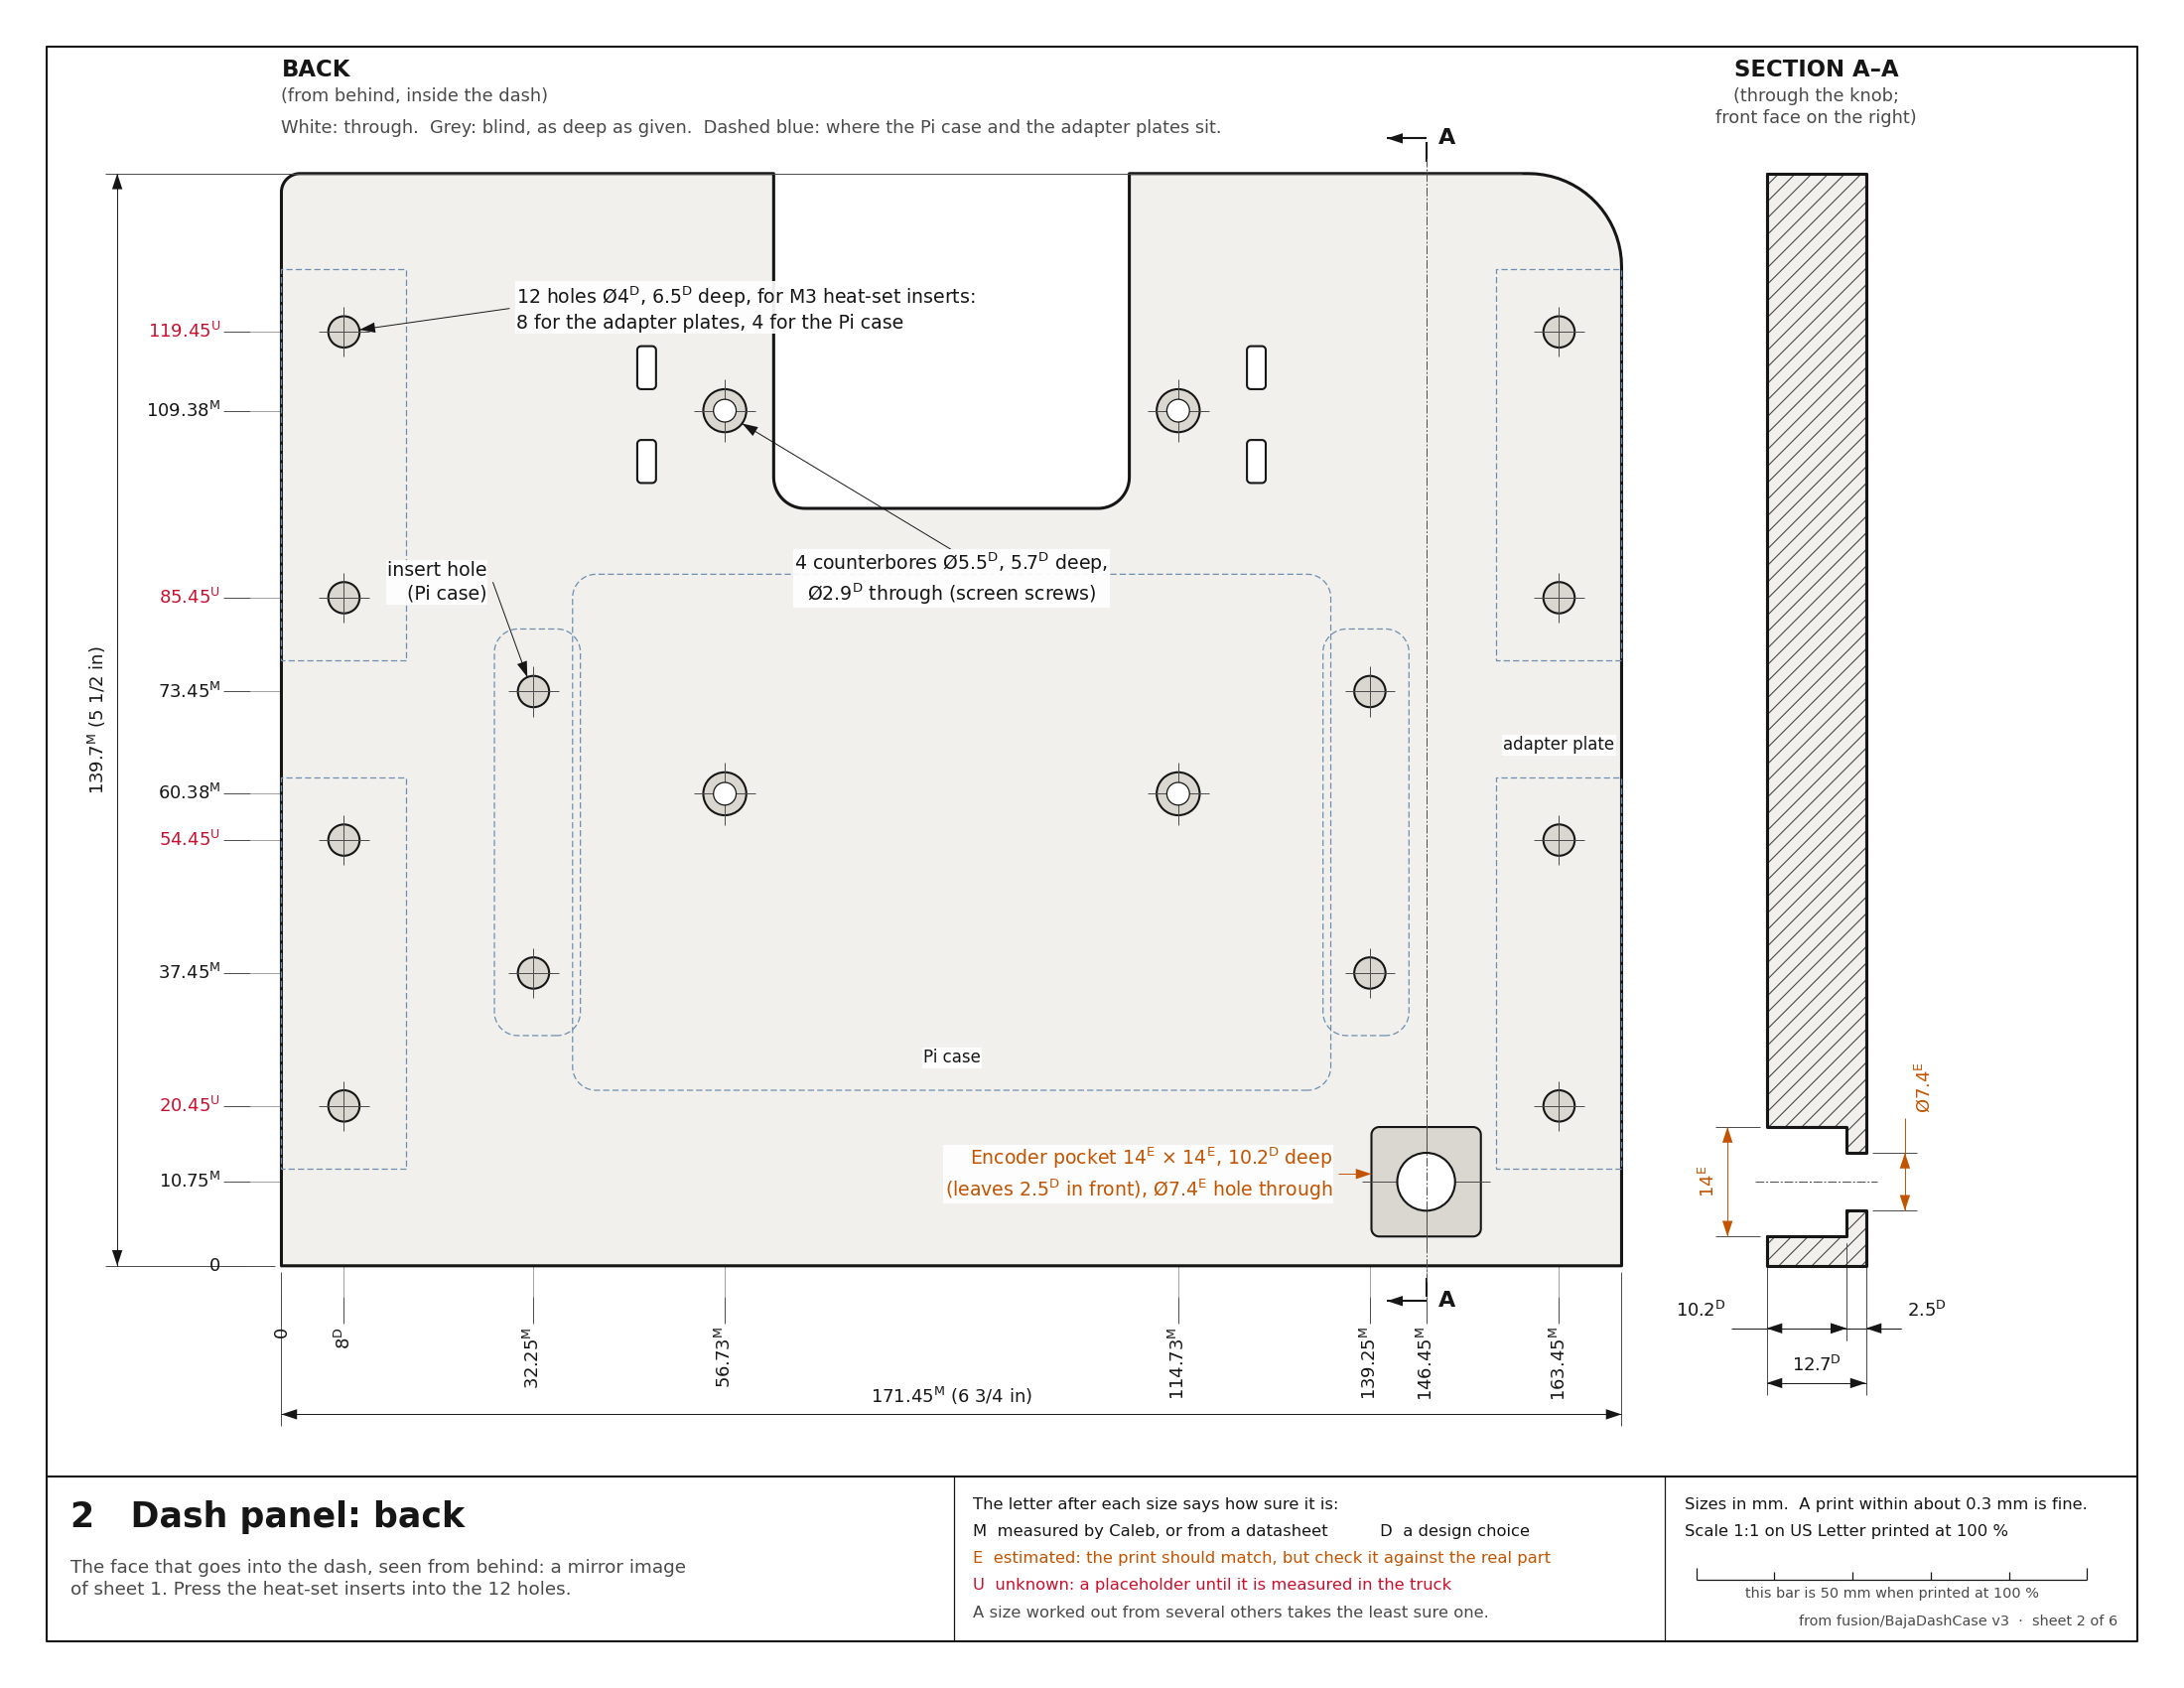 BACK
(from behind, inside the dash)
White: through.  Grey: blind, as deep as given.  Dashed blue: where the Pi case and the adapter plates sit.
SECTION A–A
(through the knob;
front face on the right)
A
12 holes Ø4ᴰ, 6.5ᴰ deep, for M3 heat-set inserts:
8 for the adapter plates, 4 for the Pi case
119.45ᵁ
109.38ᴹ
4 counterbores Ø5.5ᴰ, 5.7ᴰ deep,
Ø2.9ᴰ through (screen screws)
insert hole
(Pi case)
85.45ᵁ
73.45ᴹ
139.7ᴹ (5 1/2 in)
adapter plate
60.38ᴹ
54.45ᵁ
37.45ᴹ
Pi case
20.45ᵁ
10.75ᴹ
0
Encoder pocket 14ᴱ × 14ᴱ, 10.2ᴰ deep
(leaves 2.5ᴰ in front), Ø7.4ᴱ hole through
14ᴱ
Ø7.4ᴱ
A
0
8ᴰ
32.25ᴹ
56.73ᴹ
114.73ᴹ
139.25ᴹ
146.45ᴹ
163.45ᴹ
10.2ᴰ
2.5ᴰ
12.7ᴰ
171.45ᴹ (6 3/4 in)
2   Dash panel: back
The face that goes into the dash, seen from behind: a mirror image
of sheet 1. Press the heat-set inserts into the 12 holes.
The letter after each size says how sure it is:
M  measured by Caleb, or from a datasheet          D  a design choice
E  estimated: the print should match, but check it against the real part
U  unknown: a placeholder until it is measured in the truck
A size worked out from several others takes the least sure one.
Sizes in mm.  A print within about 0.3 mm is fine.
Scale 1:1 on US Letter printed at 100 %
this bar is 50 mm when printed at 100 %
from fusion/BajaDashCase v3  ·  sheet 2 of 6